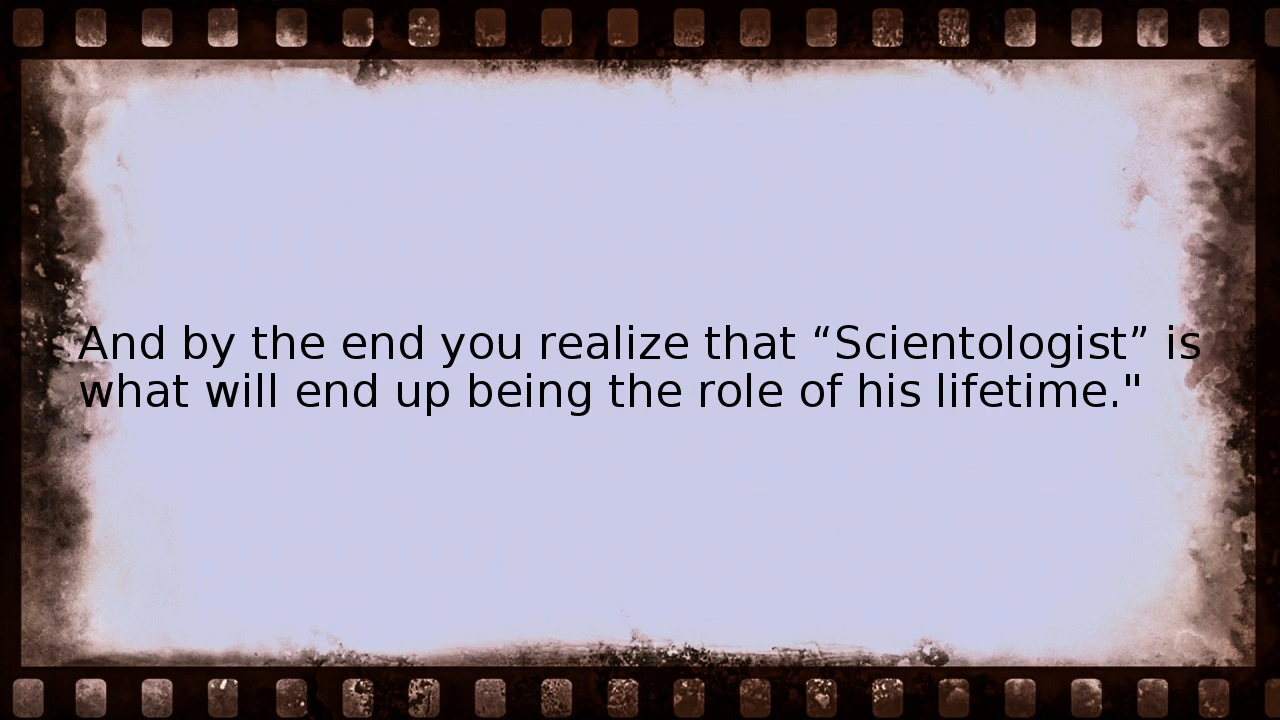 And by the end you realize that “Scientologist” is
what will end up being the role of his lifetime."